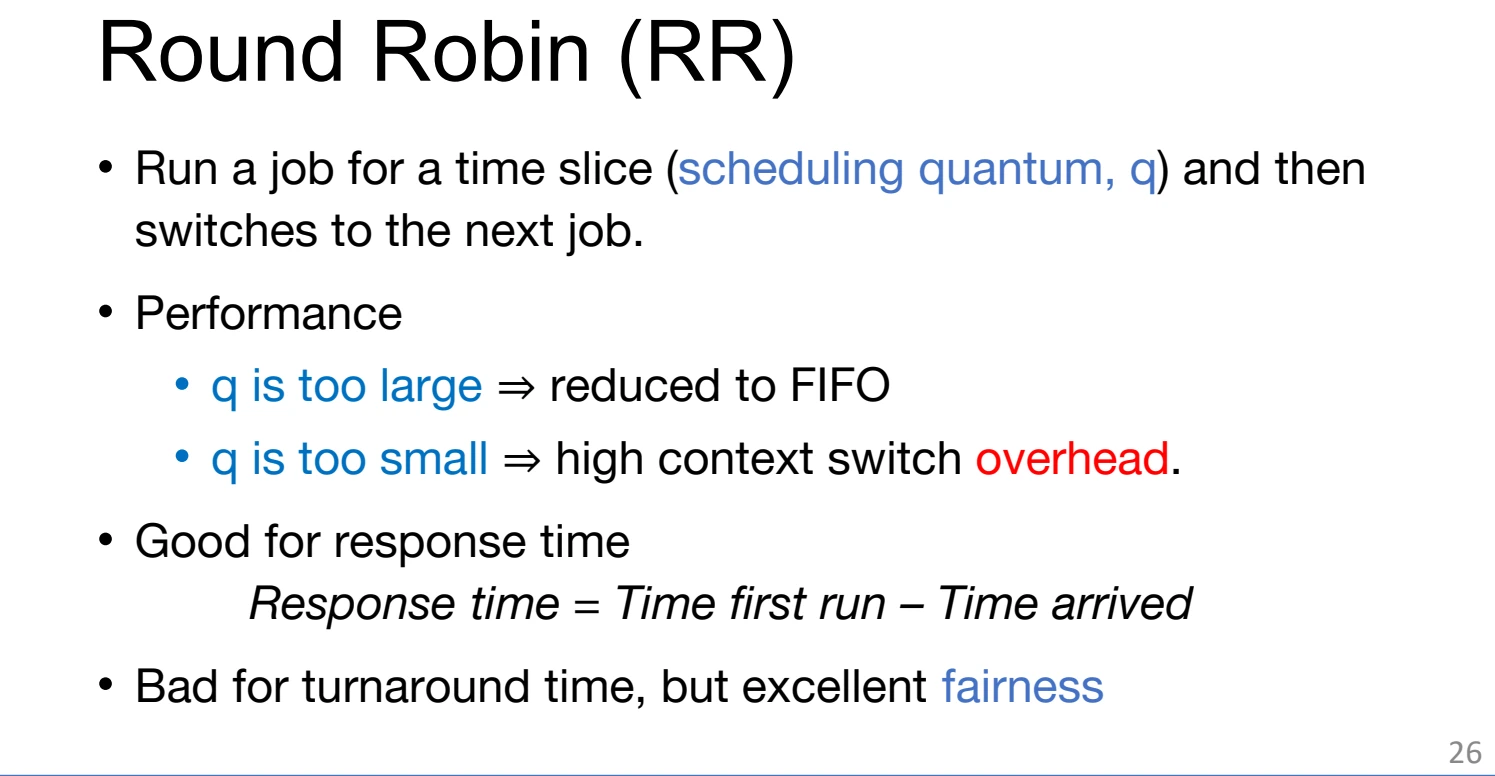 Round Robin (RR)
• Run a job for a time slice (scheduling quantum, q) and then
switches to the next job.
• Performance
• q is too large ⇒ reduced to FIFO
• q is too small ⇒ high context switch overhead.
• Good for response time
Response time = Time first run – Time arrived
• Bad for turnaround time, but excellent fairness
26